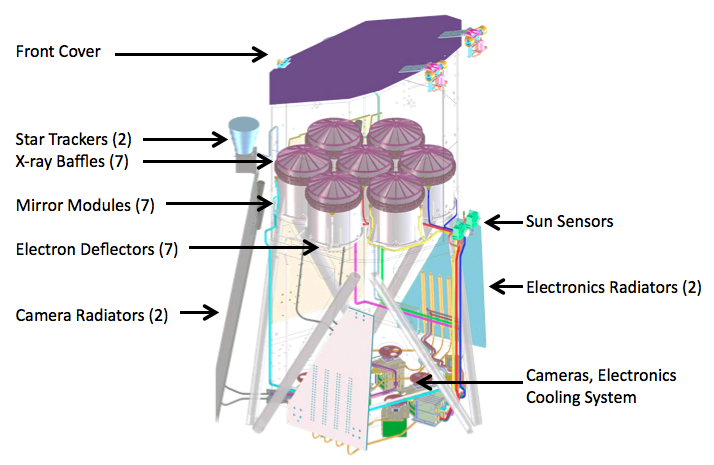 Front Cover
Star Trackers (2)
X-ray Baffles (7)
Mirror Modules (7)
Sun Sensors
Electron Deflectors (7)
Electronics Radiators (2)
Camera Radiators (2)
Cameras, Electronics
Cooling System